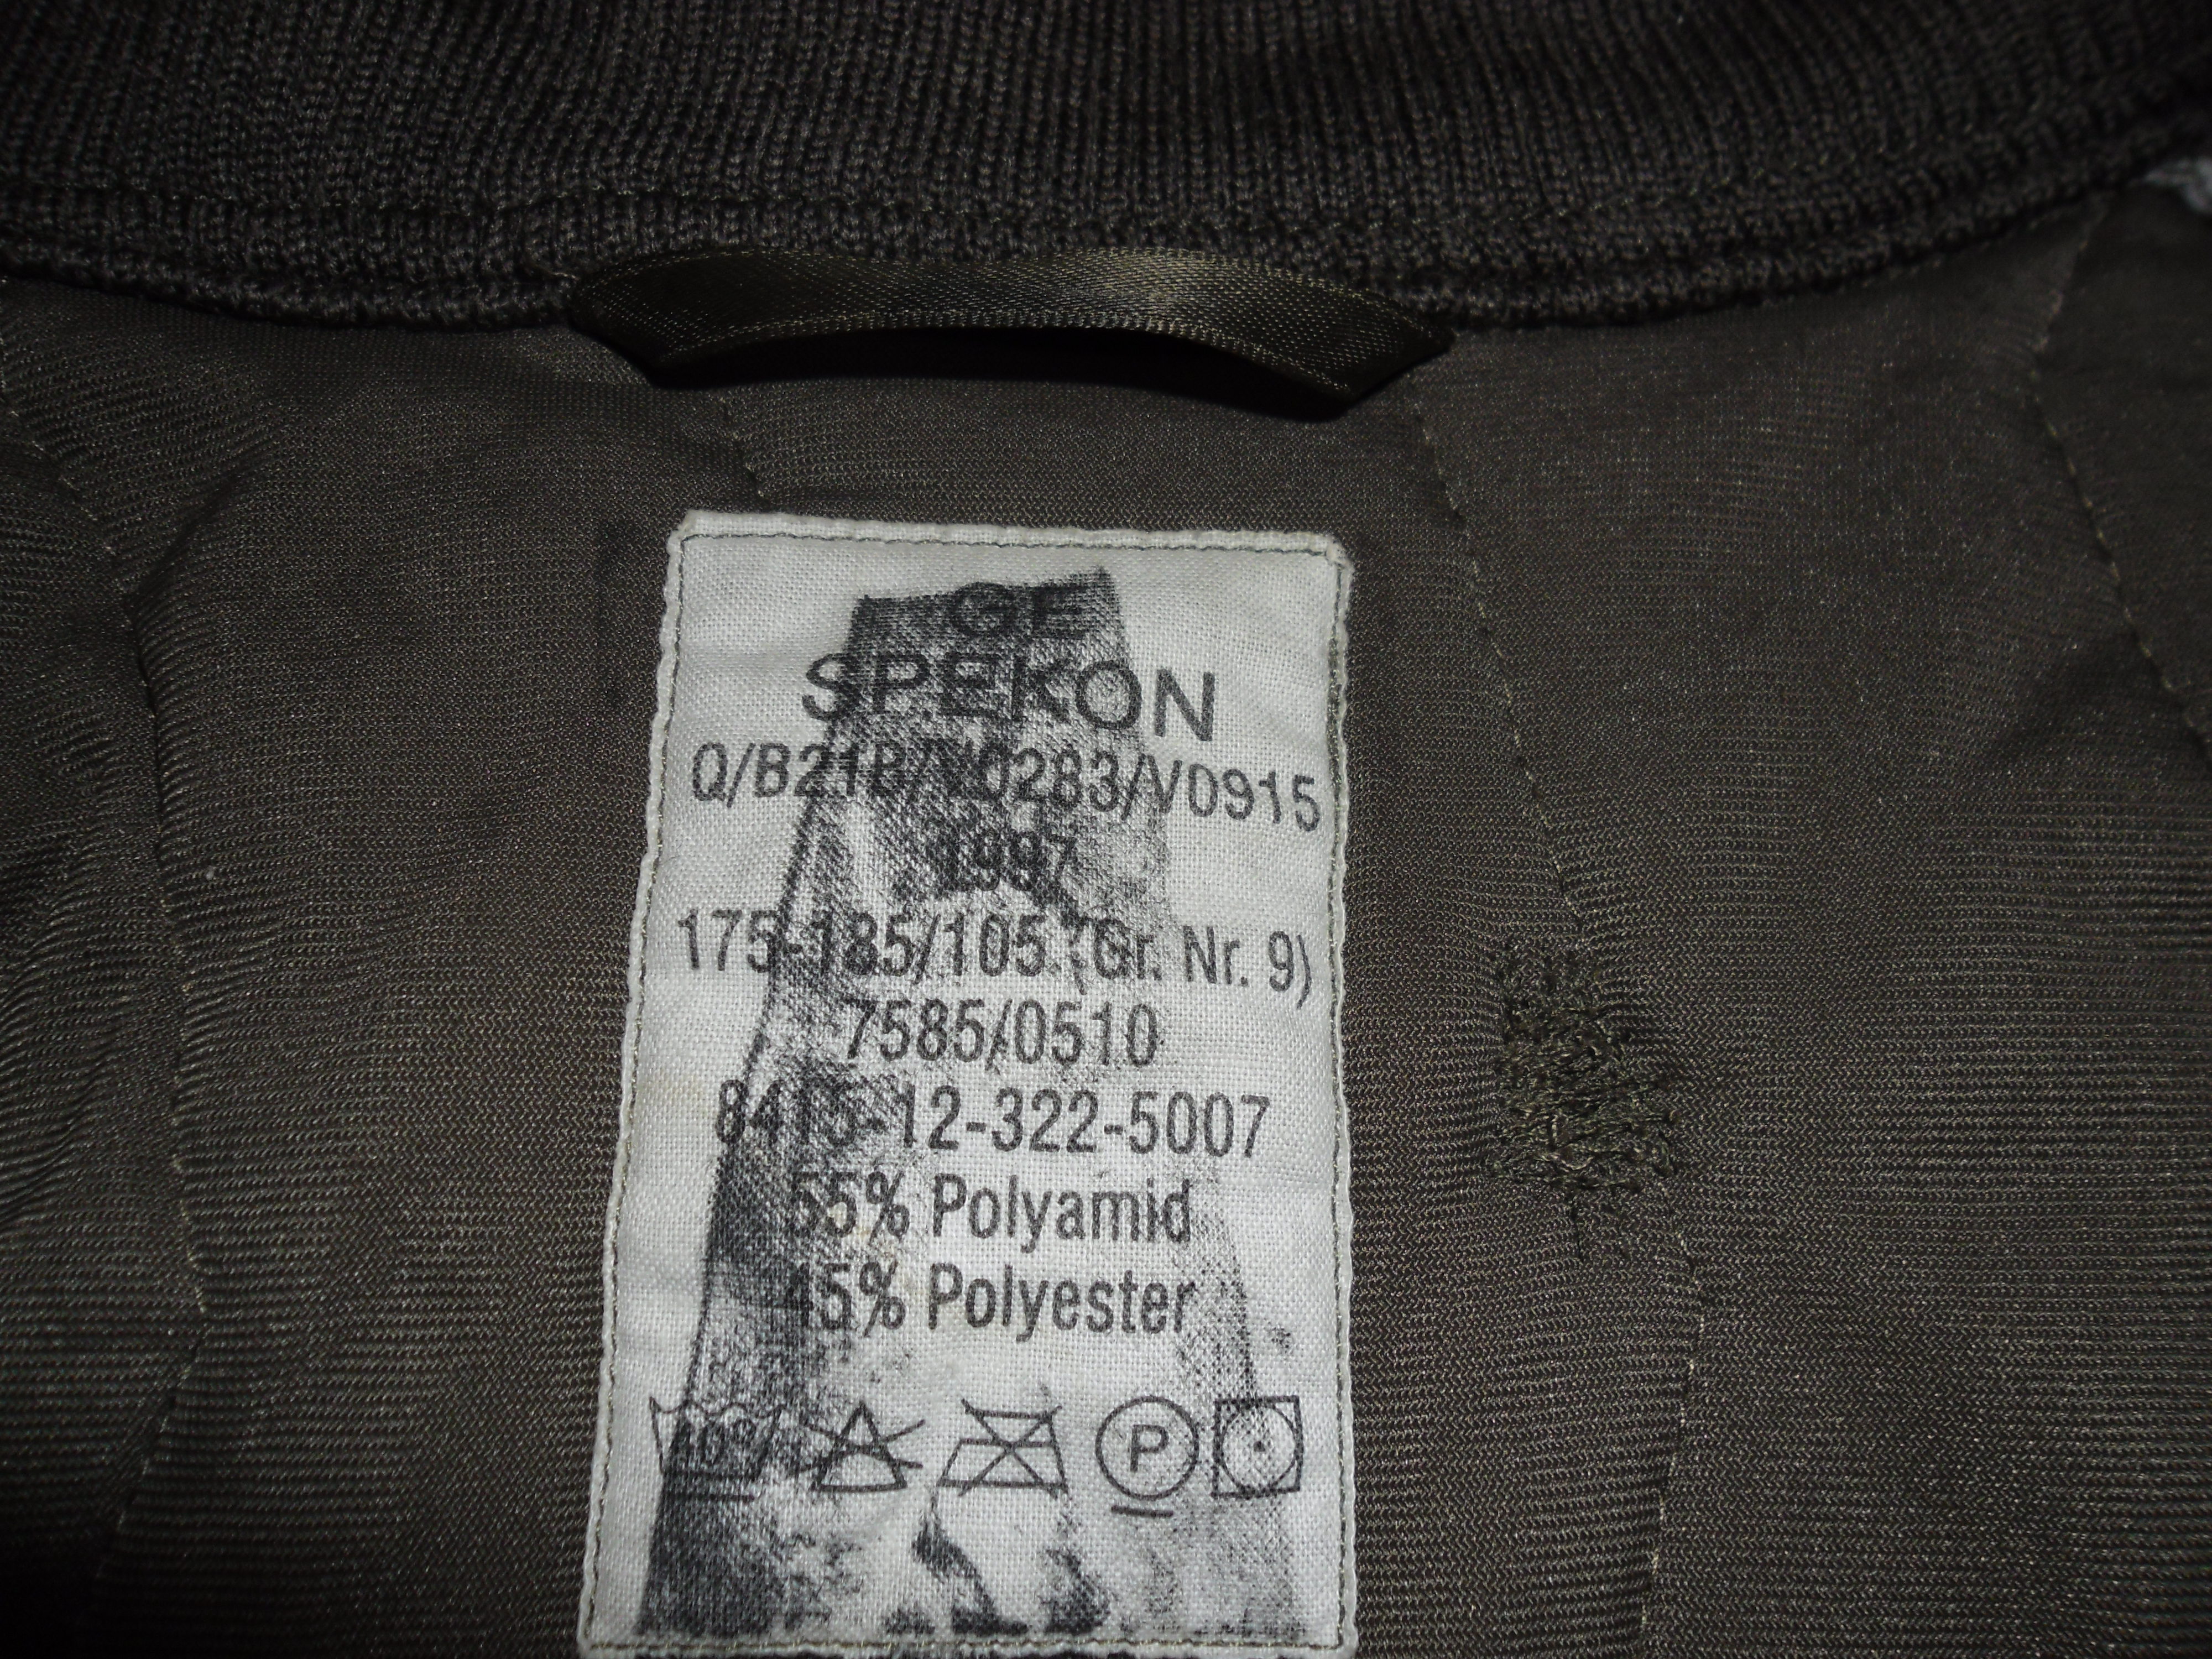 GE
SPEKON
Q/B21B/V0283/V0915
1997
175-185/105 (Gr. Nr. 9)
7585/0510
8415-12-322-5007
55% Polyamid
45% Polyester
40° P